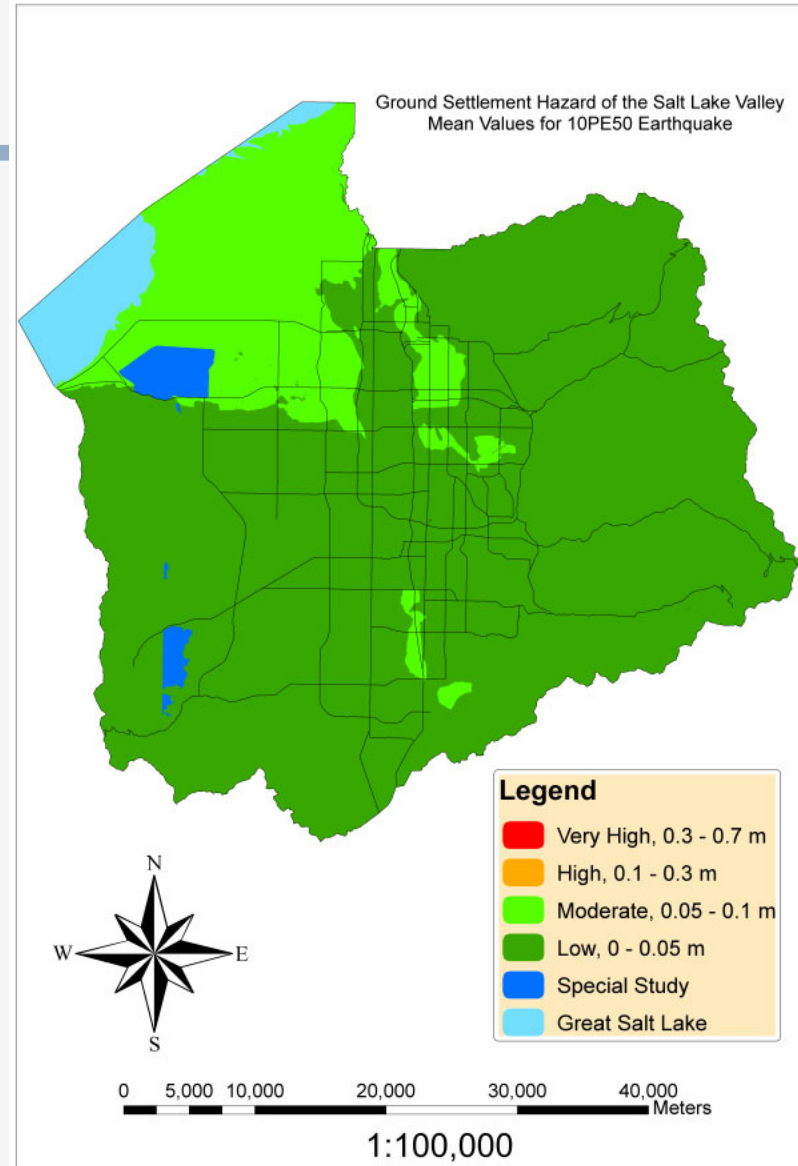 Ground Settlement Hazard of the Salt Lake Valley
Mean Values for 10PE50 Earthquake
Legend
Very High, 0.3 - 0.7 m
High, 0.1 - 0.3 m
Moderate, 0.05 - 0.1 m
Low, 0 - 0.05 m
Special Study
Great Salt Lake
N
W E
S
0 5,000 10,000 20,000 30,000 40,000 Meters
1:100,000